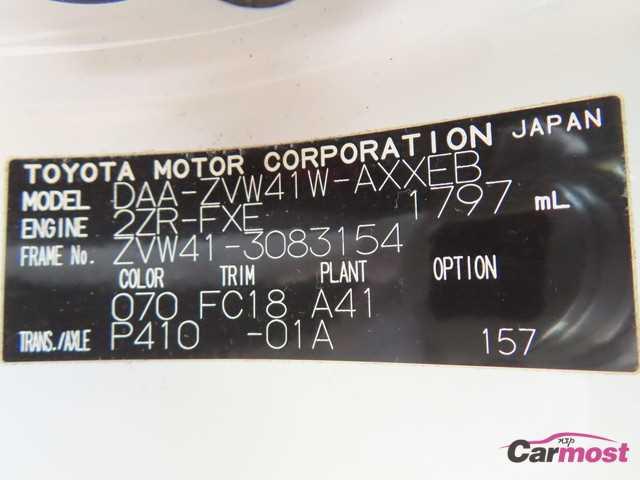 TOYOTA MOTOR CORPORATION JAPAN
MODEL DAA-ZVW41W-AXXEB
ENGINE 2ZR-FXE 1797 mL
FRAME No. ZVW41-3083154
COLOR TRIM PLANT OPTION
070 FC18 A41
TRANS./AXLE P410 -01A 157
Carmost